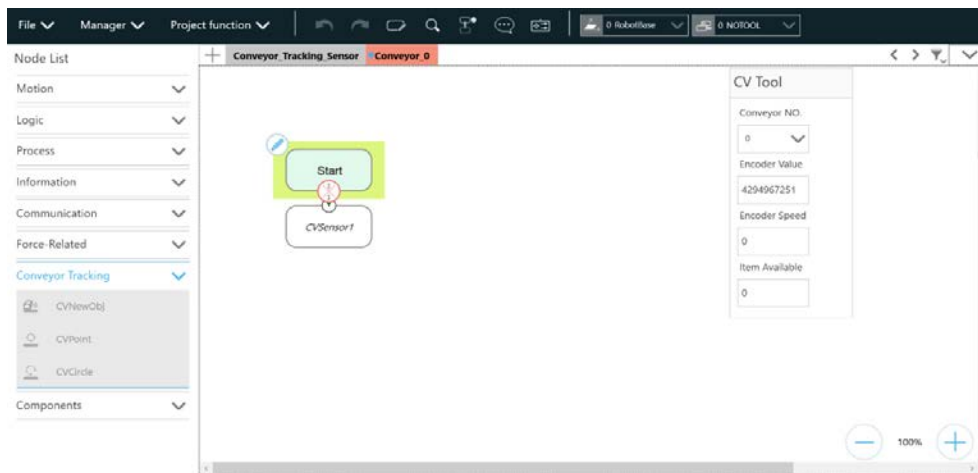 File Manager Project function 0 RobotBase 0 NOTOOL
Node List
Conveyor_Tracking_Sensor Conveyor_0
Motion
Logic
Process
Information
Communication
Force-Related
Conveyor Tracking
CVNewObj
CVPoint
CVCircle
Components
Start
CVSensor1
CV Tool
Conveyor NO.
0
Encoder Value
4294967251
Encoder Speed
0
Item Available
0
100%